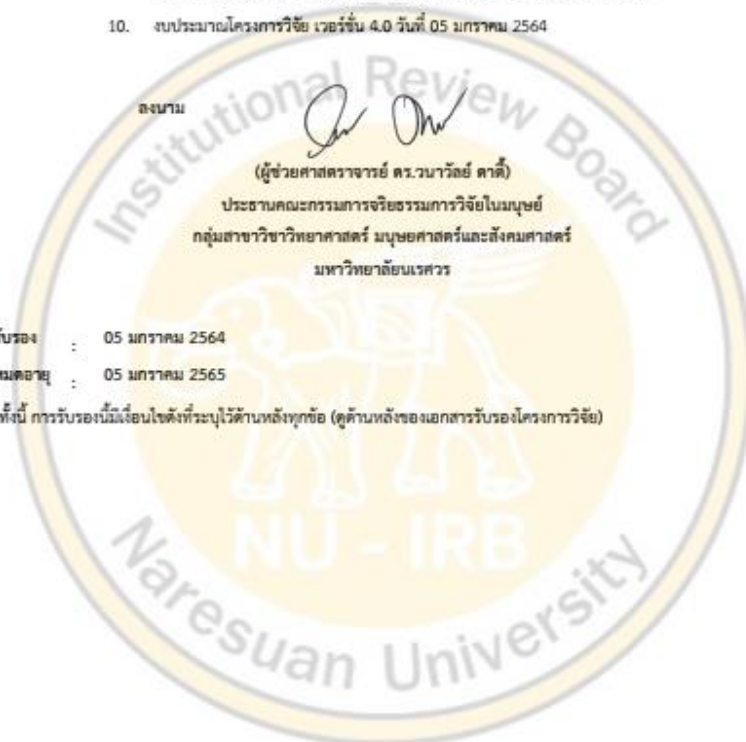 10. งบประมาณโครงการวิจัย เวอร์ชั่น 4.0 วันที่ 05 มกราคม 2564
Institutional Review Board
ลงนาม
(ผู้ช่วยศาสตราจารย์ ดร.วนาวัลย์ ดาตี้)
ประธานคณะกรรมการจริยธรรมการวิจัยในมนุษย์
กลุ่มสาขาวิชาวิทยาศาสตร์ มนุษยศาสตร์และสังคมศาสตร์
มหาวิทยาลัยนเรศวร
: 05 มกราคม 2564
: 05 มกราคม 2565
ทั้งนี้ การรับรองนี้มีเงื่อนไขดังที่ระบุไว้ด้านหลังทุกข้อ (ดูด้านหลังของเอกสารรับรองโครงการวิจัย)
NU - IRB
Naresuan University